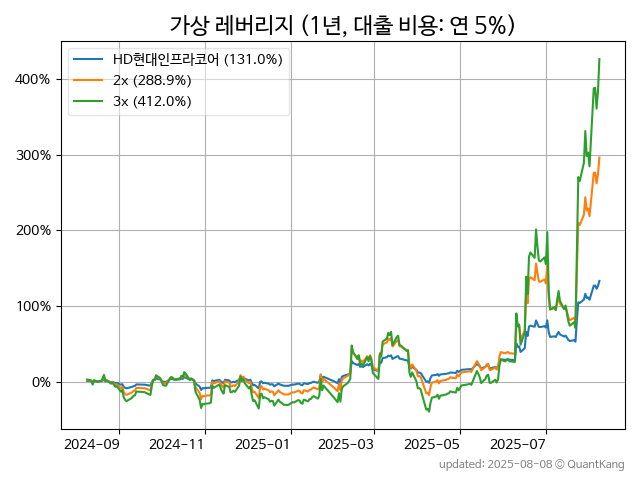 가상 레버리지 (1년, 대출 비용: 연 5%)
HD현대인프라코어 (131.0%)
2x (288.9%)
3x (412.0%)
400%
300%
200%
100%
0%
2024-09 2024-11 2025-01 2025-03 2025-05 2025-07
updated: 2025-08-08 © QuantKang